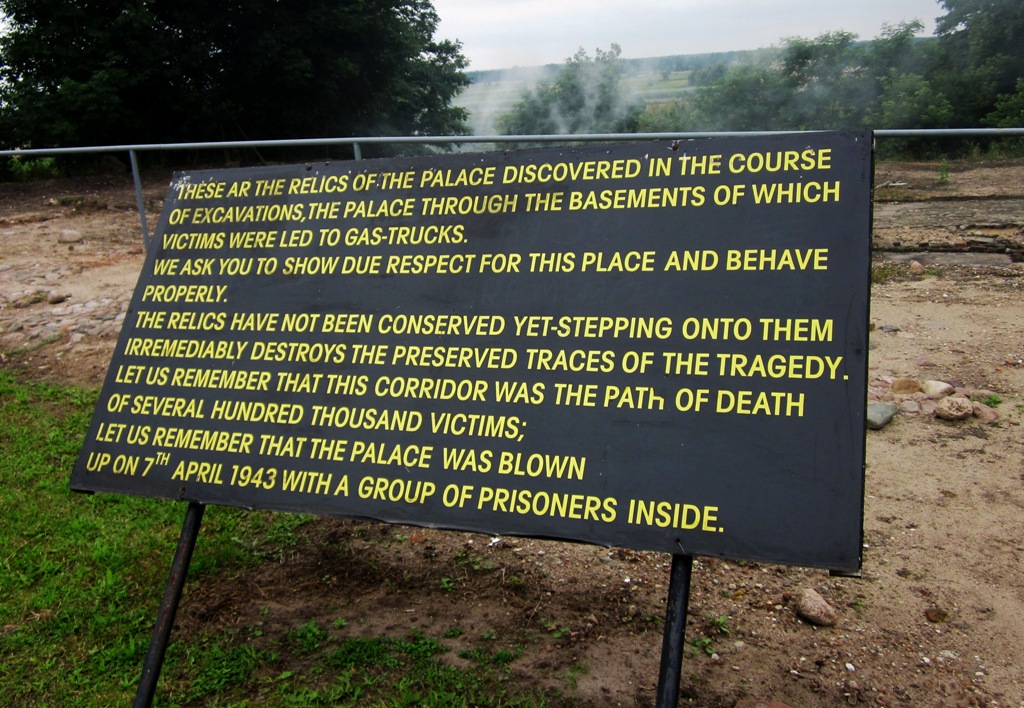 THESE AR THE RELICS OF THE PALACE DISCOVERED IN THE COURSE
OF EXCAVATIONS,THE PALACE THROUGH THE BASEMENTS OF WHICH
VICTIMS WERE LED TO GAS-TRUCKS.
WE ASK YOU TO SHOW DUE RESPECT FOR THIS PLACE AND BEHAVE
PROPERLY.
THE RELICS HAVE NOT BEEN CONSERVED YET-STEPPING ONTO THEM
IRREMEDIABLY DESTROYS THE PRESERVED TRACES OF THE TRAGEDY.
LET US REMEMBER THAT THIS CORRIDOR WAS THE PATh OF DEATH
OF SEVERAL HUNDRED THOUSAND VICTIMS;
LET US REMEMBER THAT THE PALACE WAS BLOWN
UP ON 7TH APRIL 1943 WITH A GROUP OF PRISONERS INSIDE.